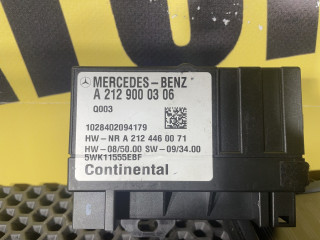 MERCEDES-BENZ
A 212 900 03 06
Q003
1028402094179
HW-NR A 212 446 00 71
HW-08/50.00 SW-09/34.00
5WK11555EBF
Continental